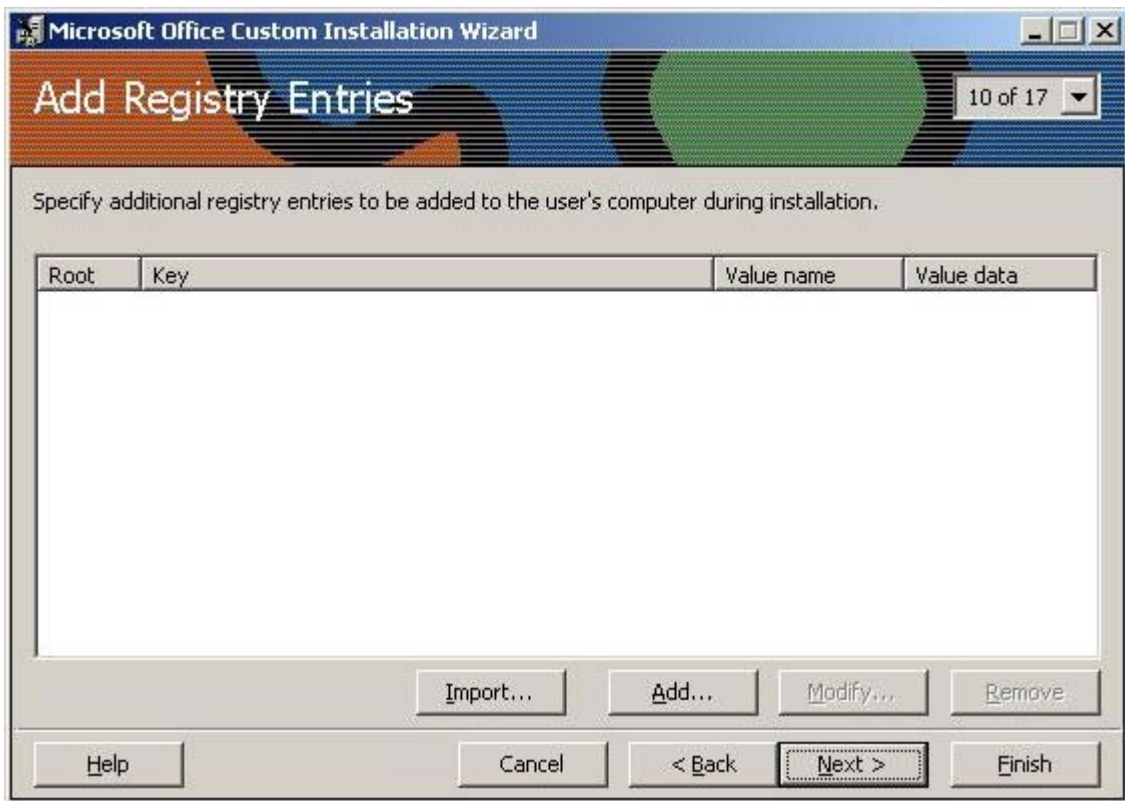 Microsoft Office Custom Installation Wizard
Add Registry Entries
10 of 17
Specify additional registry entries to be added to the user's computer during installation.
Root Key Value name Value data
Import... Add... Modify... Remove
Help Cancel < Back Next > Finish